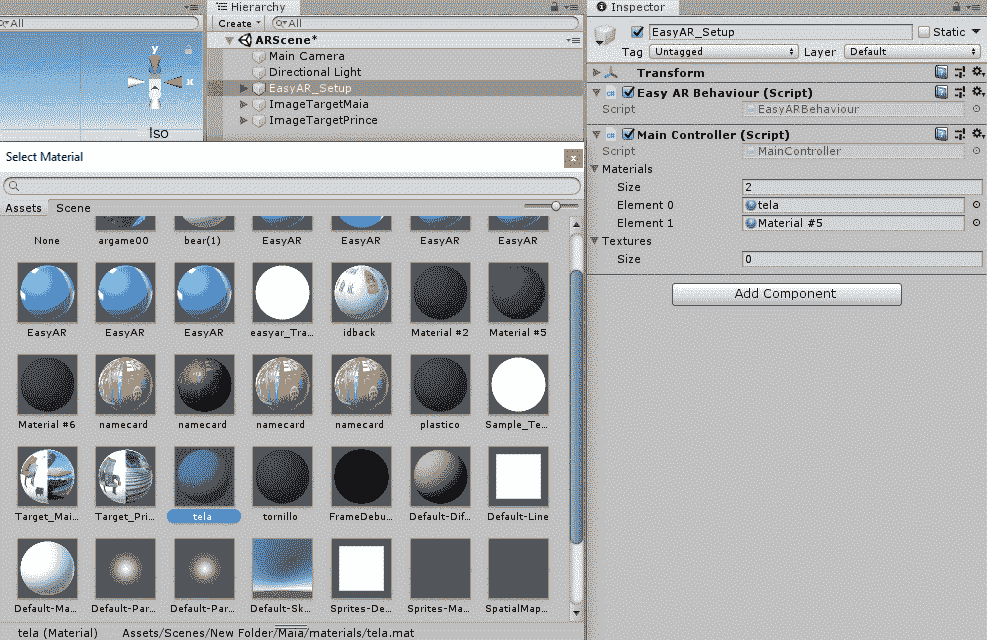 All
y
x
Iso
Hierarchy
Create
All
ARScene*
Main Camera
Directional Light
EasyAR_Setup
ImageTargetMaia
ImageTargetPrince
Select Material
x
Assets Scene
None argame00 bear(1) EasyAR EasyAR EasyAR EasyAR
EasyAR EasyAR EasyAR easyar_Tra... idback Material #2 Material #5
Material #6 namecard namecard namecard namecard plastico Sample_Te...
Target_Mai... Target_Pri... tela tornillo FrameDebu... Default-Dif... Default-Line
Default-Ma... Default-Par... Default-Par... Default-Sk... Sprites-De... Sprites-Ma... SpatialMap...
tela (Material) Assets/Scenes/New Folder/Maia/materials/tela.mat
Inspector
EasyAR_Setup Static
Tag Untagged Layer Default
Transform
Easy AR Behaviour (Script)
Script EasyARBehaviour
Main Controller (Script)
Script MainController
Materials
Size 2
Element 0 tela
Element 1 Material #5
Textures
Size 0
Add Component